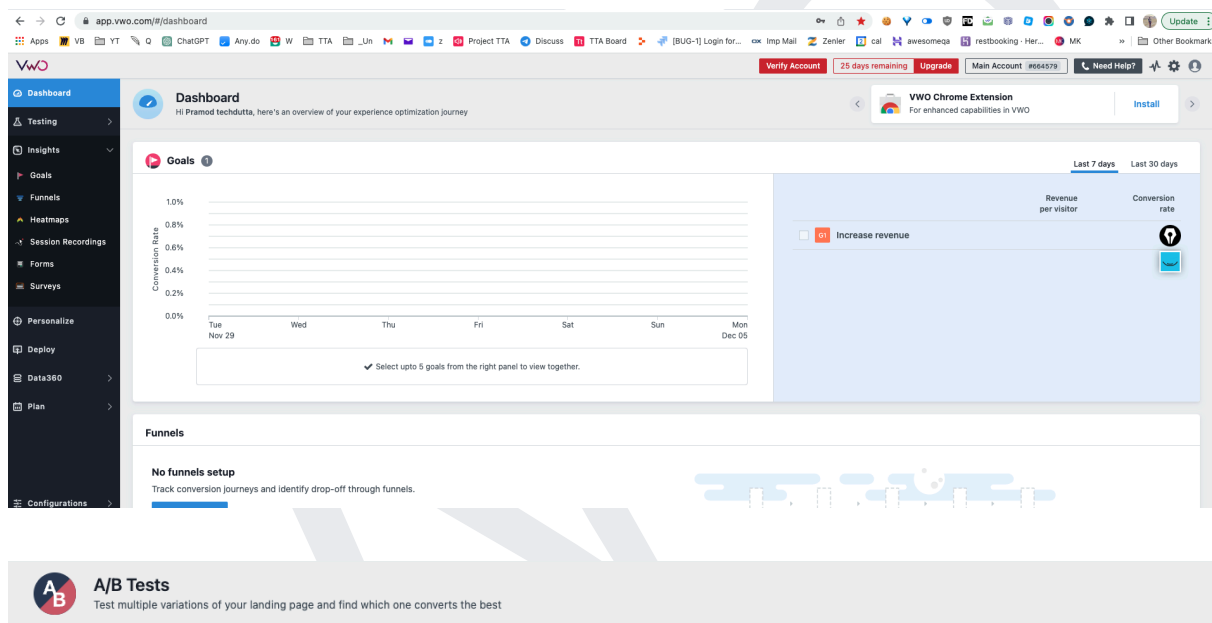 app.vwo.com/#/dashboard
Update
Apps VB YT Q ChatGPT Any.do W TTA _Un z Project TTA Discuss TTA Board [BUG-1] Login for... Imp Mail Zenler cal awesomeqa restbooking - Her... MK » Other Bookmark
VWO
Verify Account 25 days remaining Upgrade Main Account #664579 Need Help?
Dashboard
Testing
Insights
Goals
Funnels
Heatmaps
Session Recordings
Forms
Surveys
Personalize
Deploy
Data360
Plan
Configurations
Dashboard
Hi Pramod techdutta, here's an overview of your experience optimization journey
VWO Chrome Extension
For enhanced capabilities in VWO
Install
Goals 1
Last 7 days Last 30 days
Conversion Rate
1.0%
0.8%
0.6%
0.4%
0.2%
0.0%
Tue Wed Thu Fri Sat Sun Mon
Nov 29 Dec 05
Select upto 5 goals from the right panel to view together.
Revenue Conversion
per visitor rate
G1 Increase revenue
Funnels
No funnels setup
Track conversion journeys and identify drop-off through funnels.
A/B Tests
Test multiple variations of your landing page and find which one converts the best